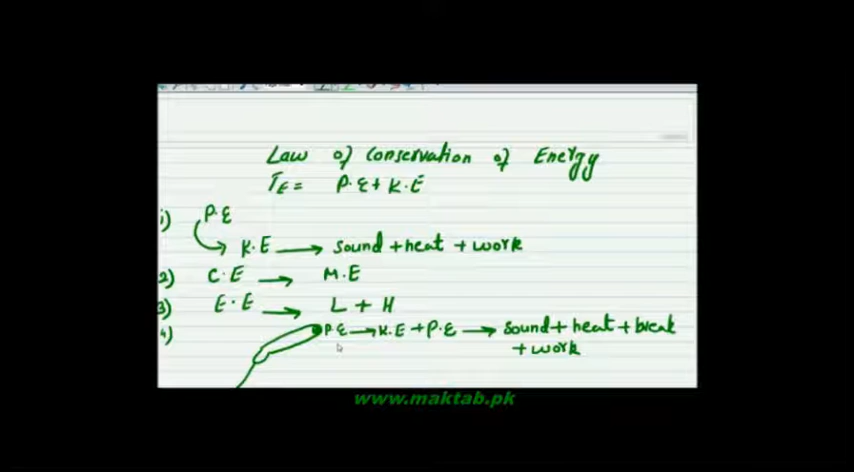 Law of Conservation of Energy
TE = P.E + K.E
1) P.E
K.E → sound + heat + work
2) C.E → M.E
3) E.E → L + H
4) P.E → K.E + P.E → sound + heat + break
+ work
www.maktab.pk